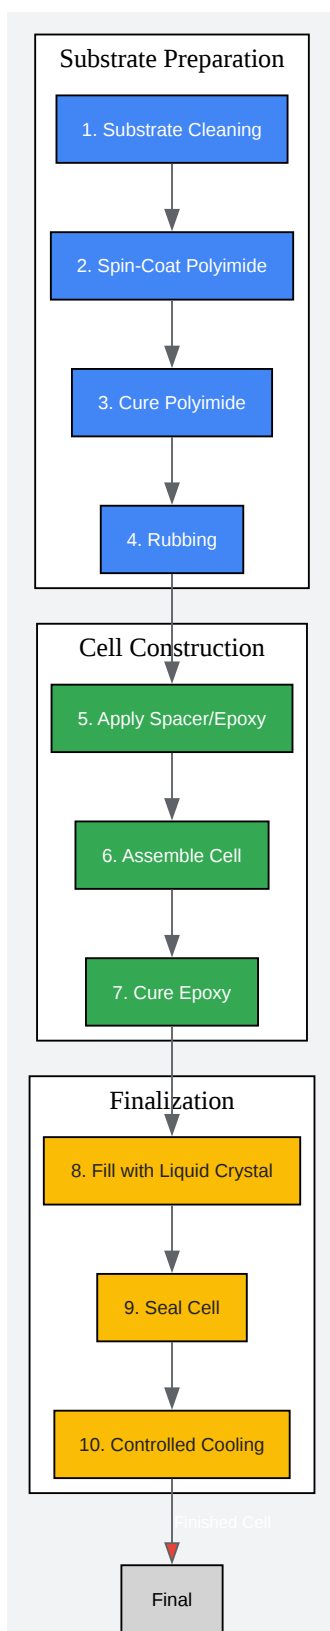 Substrate Preparation
1. Substrate Cleaning
2. Spin-Coat Polyimide
3. Cure Polyimide
4. Rubbing
Cell Construction
5. Apply Spacer/Epoxy
6. Assemble Cell
7. Cure Epoxy
Finalization
8. Fill with Liquid Crystal
9. Seal Cell
10. Controlled Cooling
Finished Cell
Final